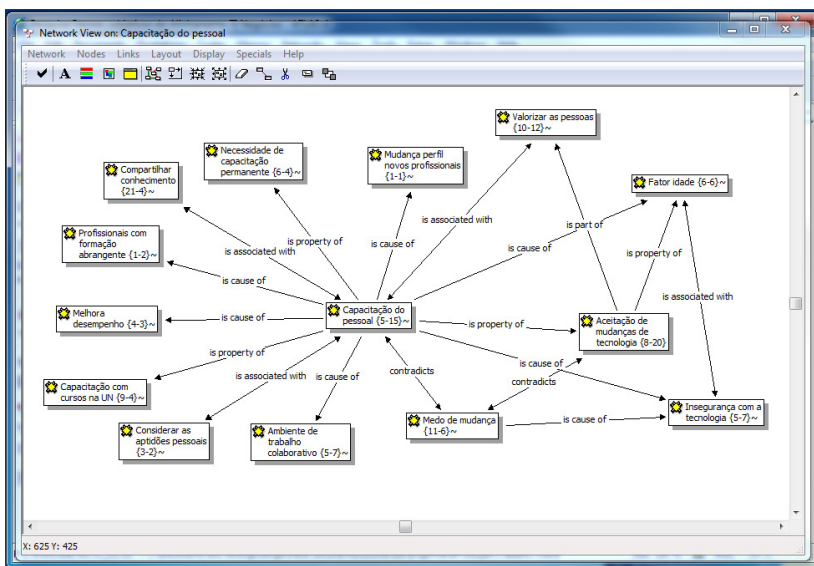 Network View on: Capacitação do pessoal
Network Nodes Links Layout Display Specials Help
A
Valorizar as pessoas
{10-12}~
Necessidade de
capacitação
permanente {6-4}~
Mudança perfil
novos profissionais
{1-1}~
Compartilhar
conhecimento
{21-4}~
Fator idade {6-6}~
is associated with
is part of
Profissionais com
formação
abrangente {1-2}~
is property of
is cause of
is cause of
is associated with
is property of
is cause of
is associated with
Melhora
desempenho {4-3}~
is cause of
Capacitação do
pessoal {5-15}~
is property of
Aceitação de
mudanças de
tecnologia {8-20}
is property of
is cause of
is associated with
is cause of
contradicts
contradicts
Capacitação com
cursos na UN {9-4}~
Insegurança com a
tecnologia {5-7}~
Medo de mudança
{11-6}~
is cause of
Considerar as
aptidões pessoais
{3-2}~
Ambiente de
trabalho
colaborativo {5-7}~
X: 625 Y: 425